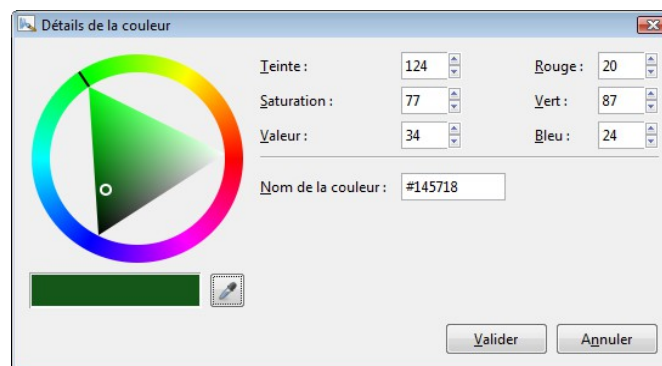 Détails de la couleur
Teinte : 124 Rouge : 20
Saturation : 77 Vert : 87
Valeur : 34 Bleu : 24
Nom de la couleur : #145718
Valider Annuler